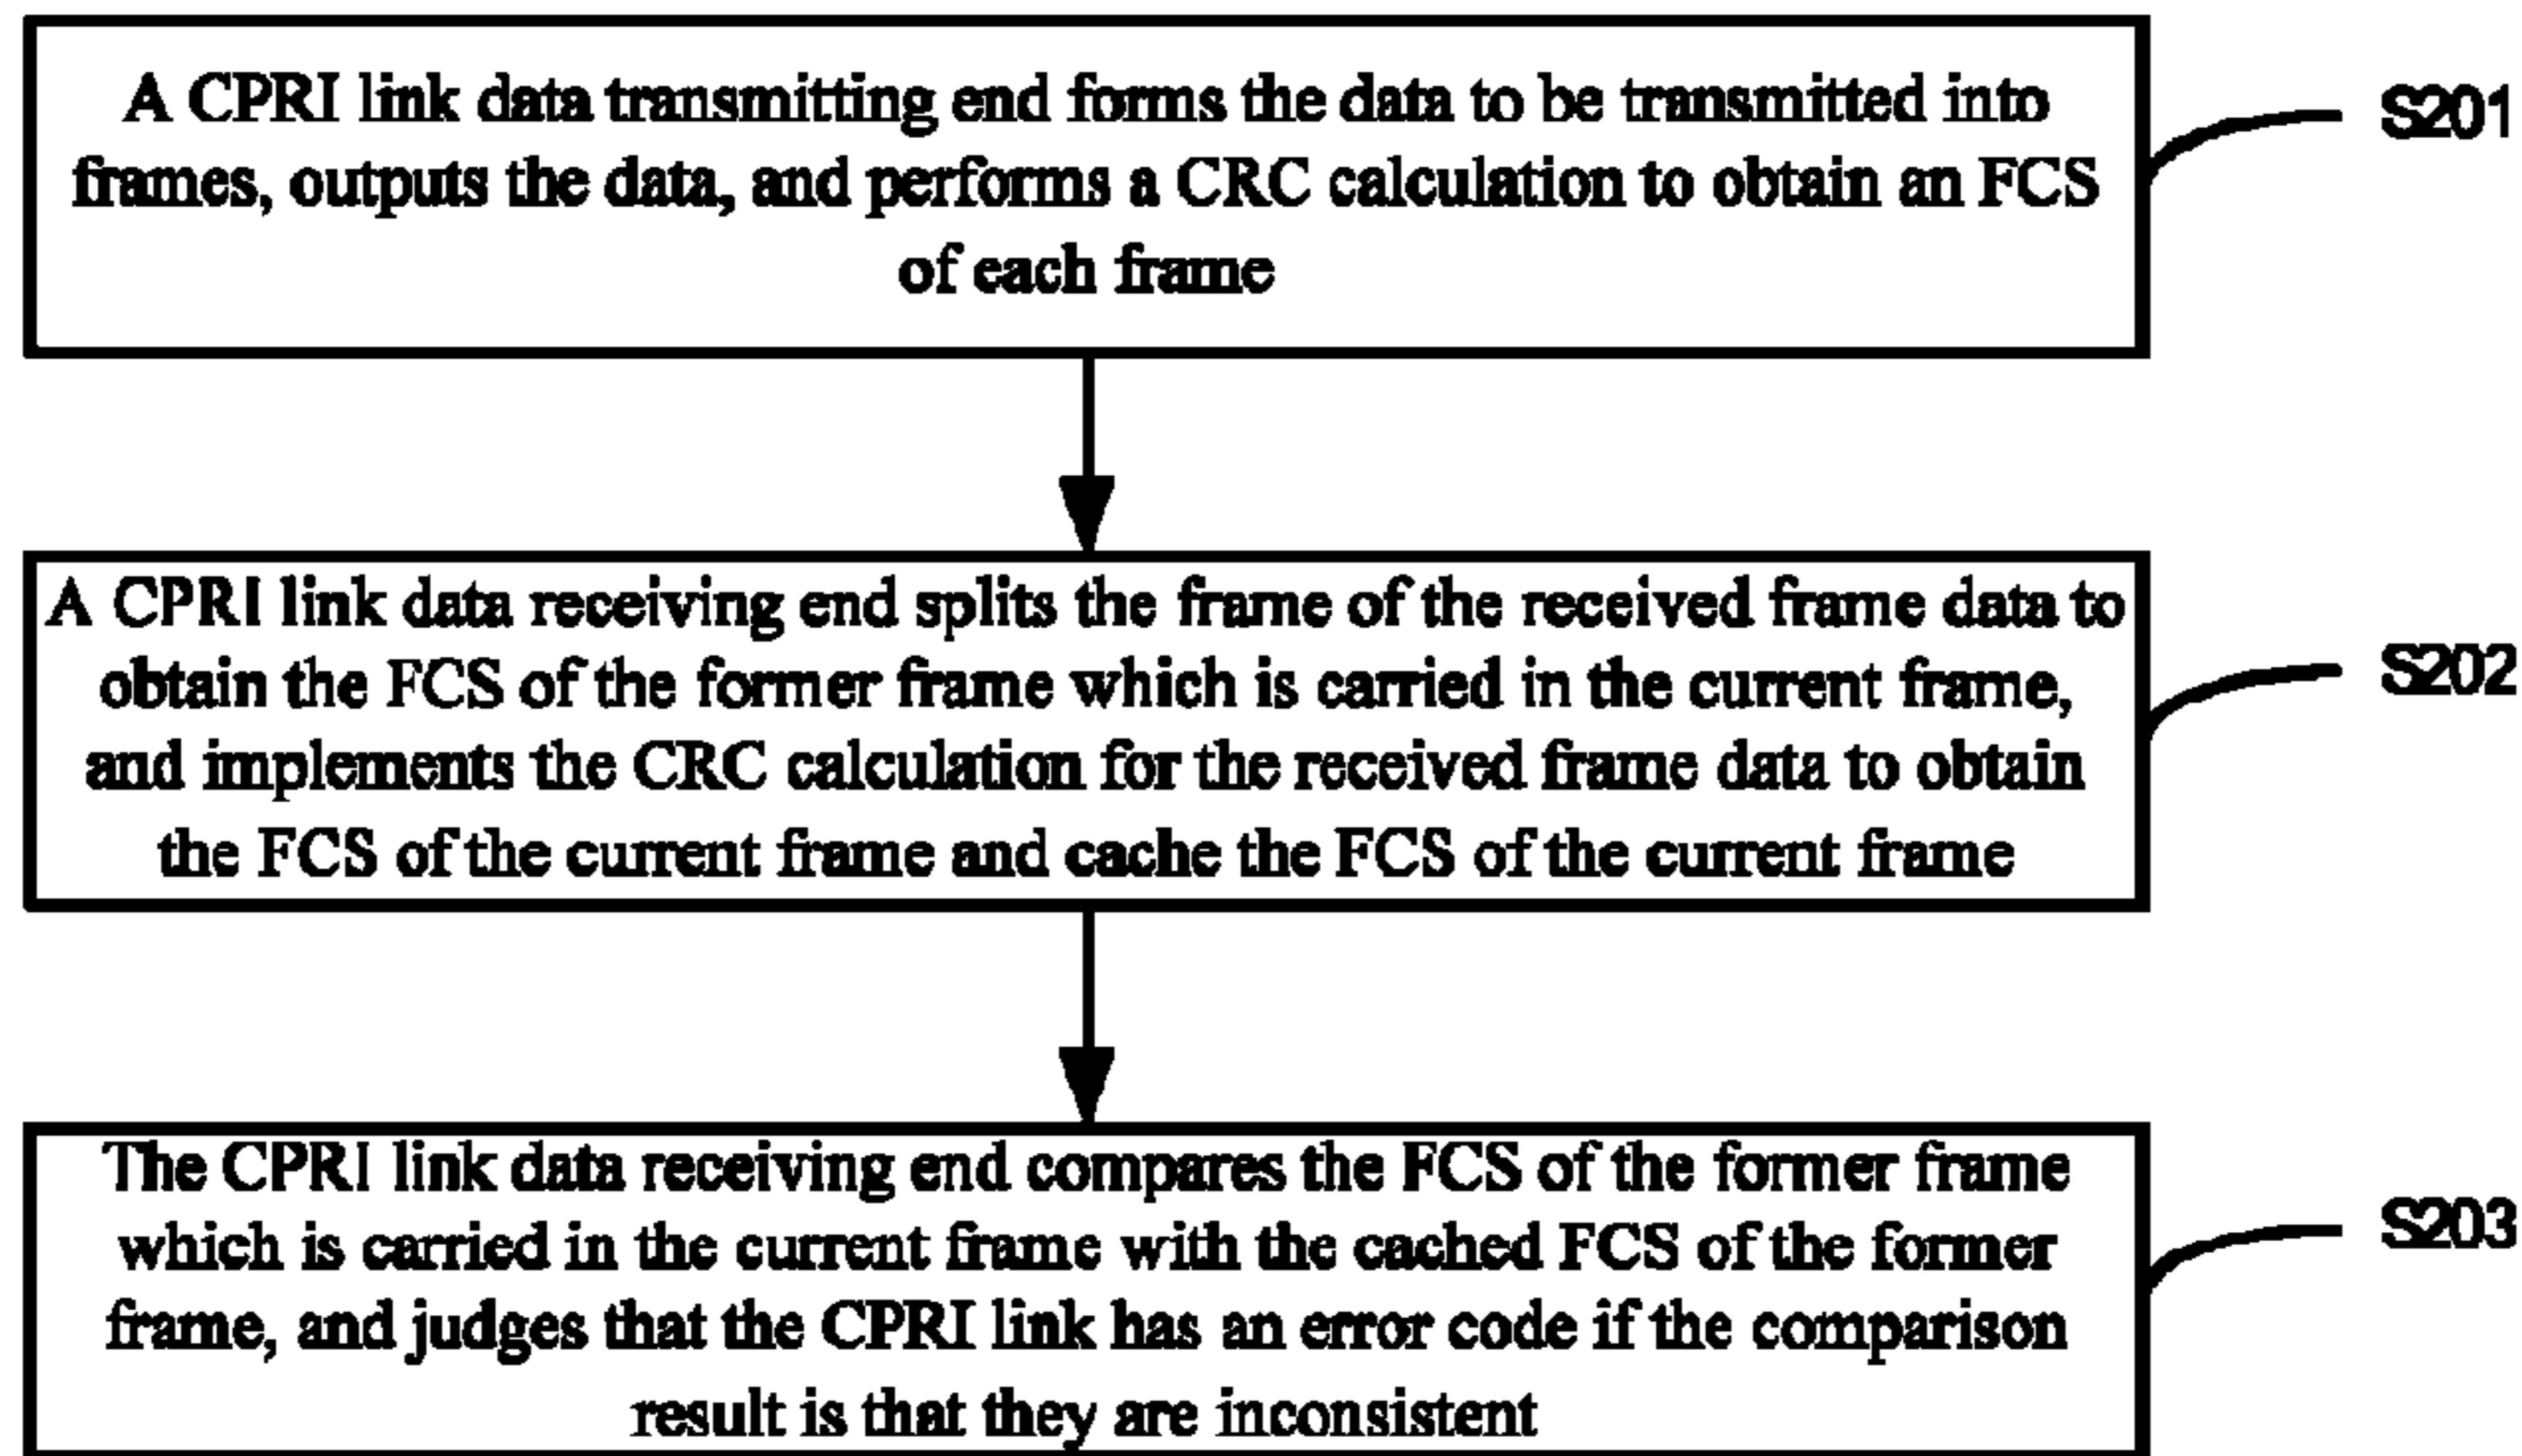 A CPRI link data transmitting end forms the data to be transmitted into
frames, outputs the data, and performs a CRC calculation to obtain an FCS
of each frame
S201
A CPRI link data receiving end splits the frame of the received frame data to
obtain the FCS of the former frame which is carried in the current frame,
and implements the CRC calculation for the received frame data to obtain
the FCS of the current frame and cache the FCS of the current frame
S202
The CPRI link data receiving end compares the FCS of the former frame
which is carried in the current frame with the cached FCS of the former
frame, and judges that the CPRI link has an error code if the comparison
result is that they are inconsistent
S203